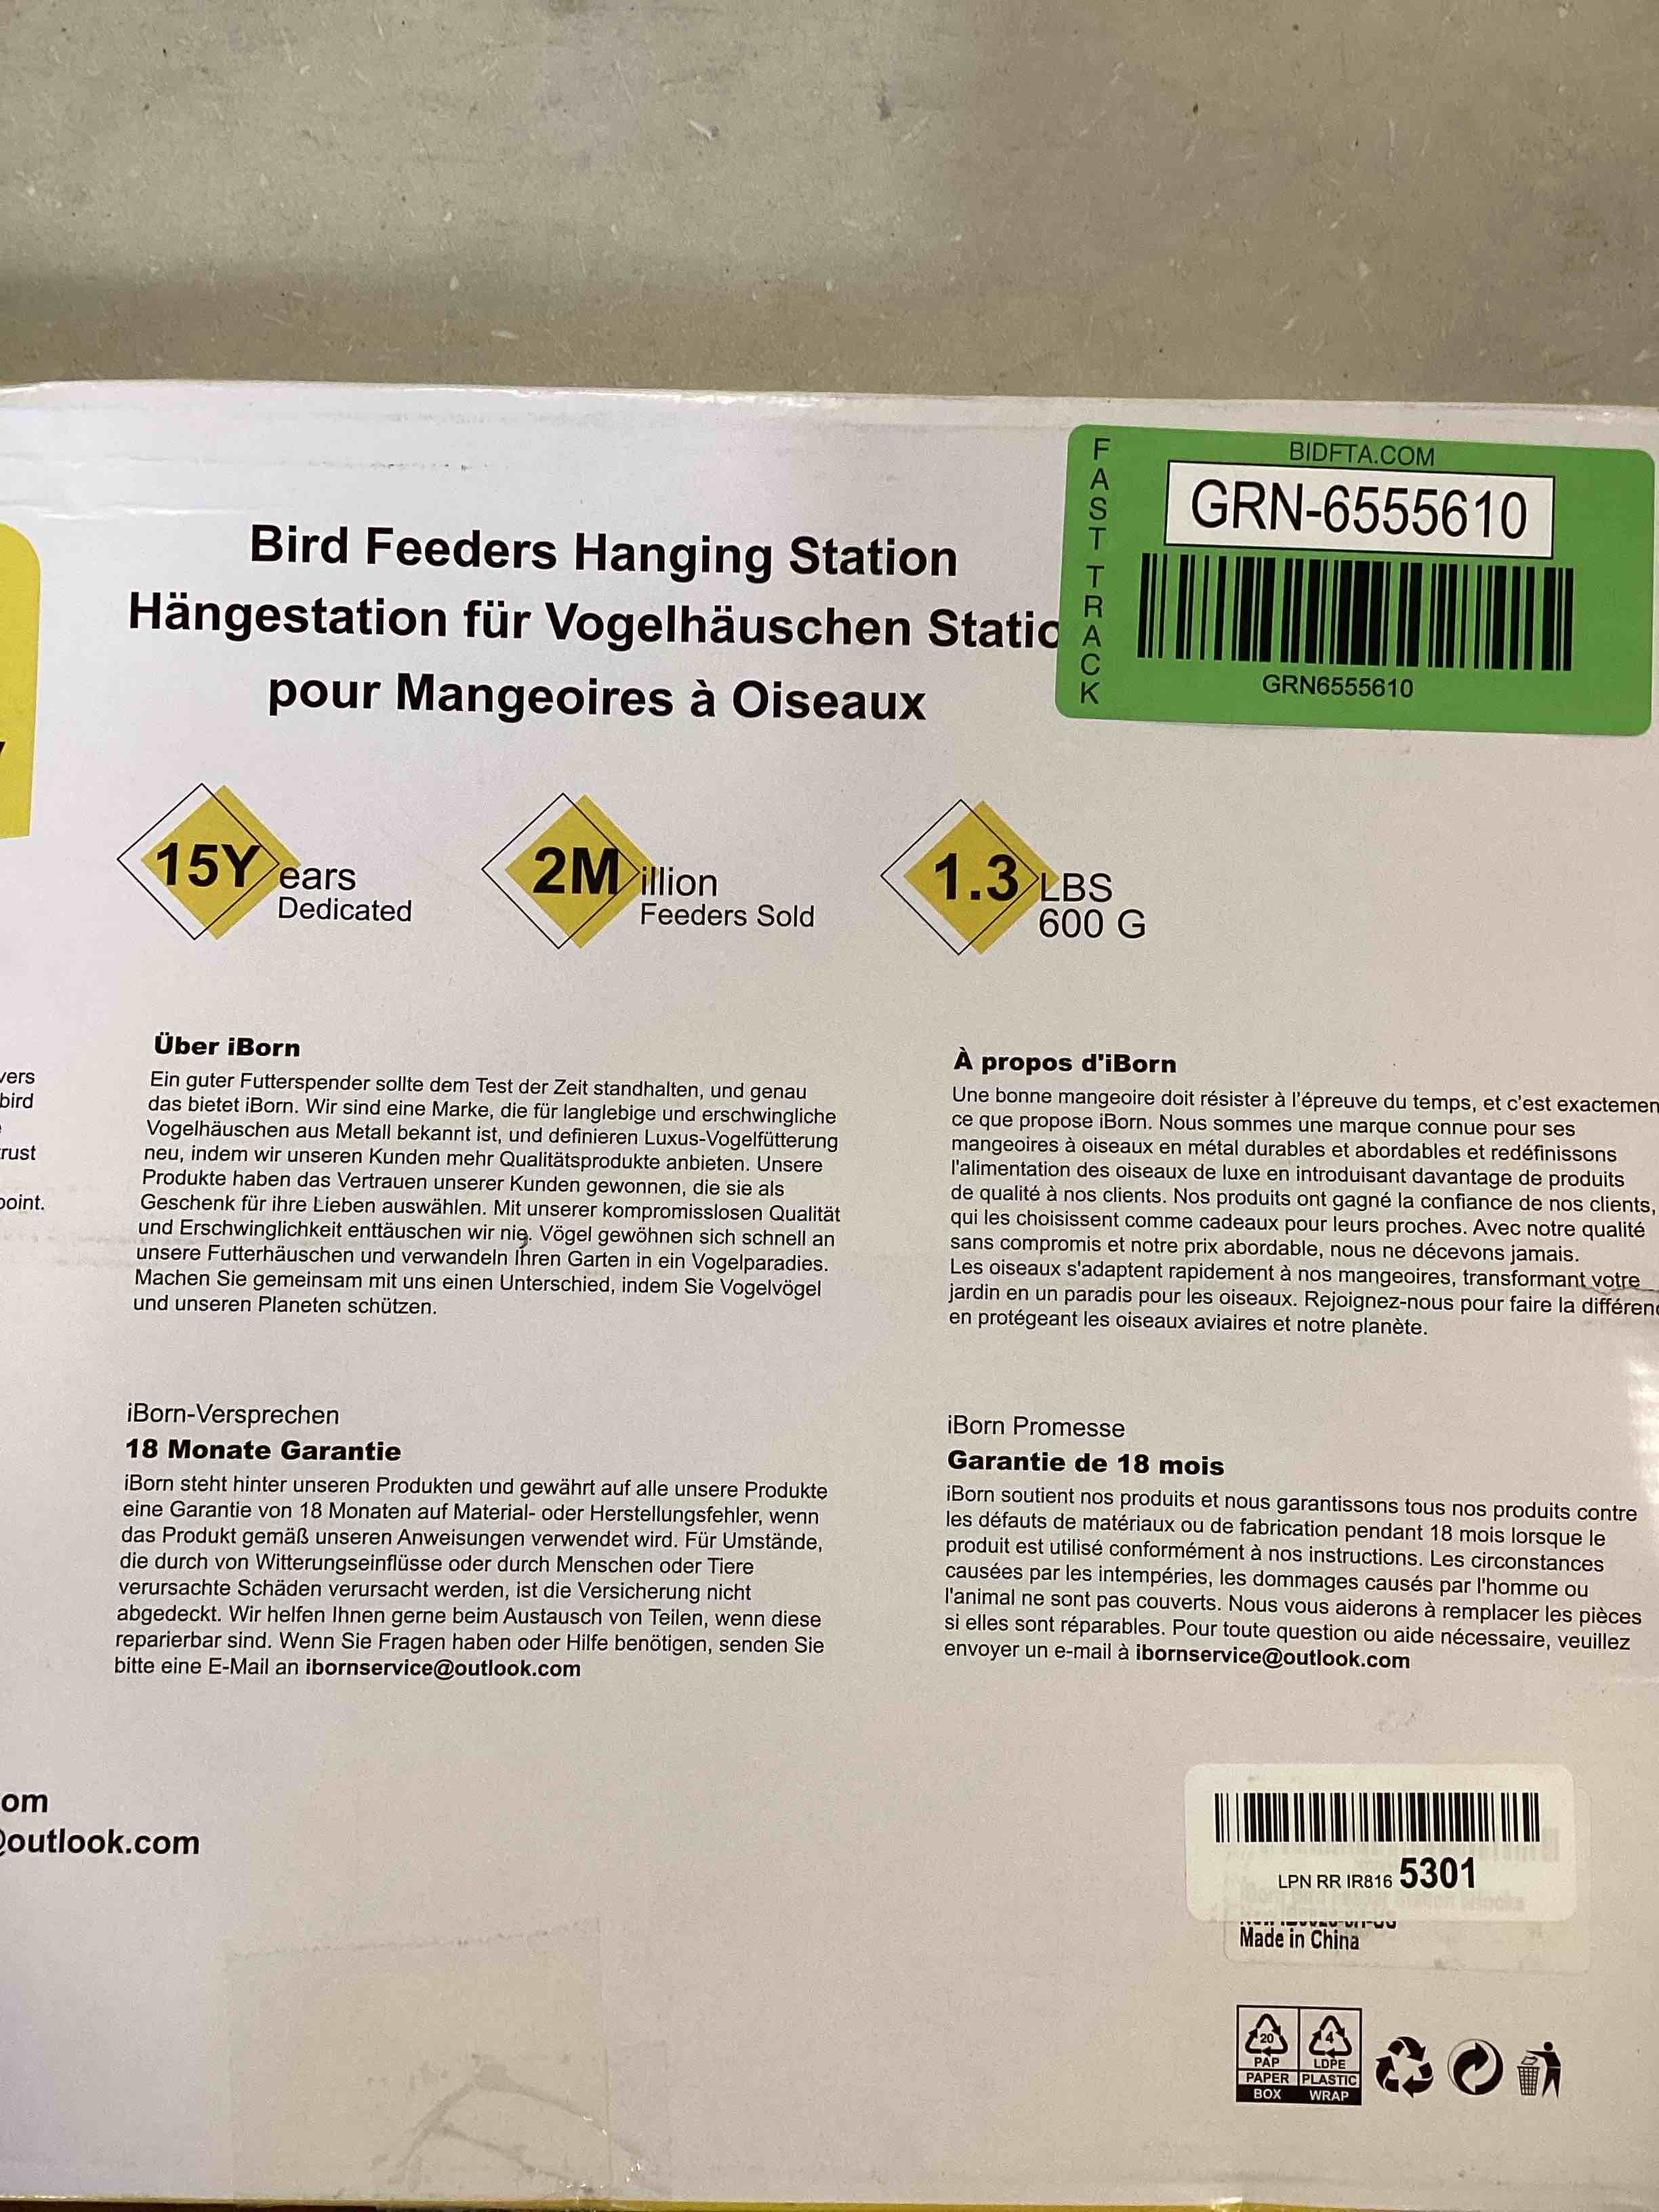 BIDFTA.COM
FAST TRACK
GRN-6555610
GRN6555610
Bird Feeders Hanging Station
Hängestation für Vogelhäuschen
pour Mangeoires à Oiseaux
15Years
Dedicated
2Million
Feeders Sold
1.3 LBS
600 G
bird
point.
Über iBorn
Ein guter Futterspender sollte dem Test der Zeit standhalten, und genau
das bietet iBorn. Wir sind eine Marke, die für langlebige und erschwingliche
Vogelhäuschen aus Metall bekannt ist, und definieren Luxus-Vogelfütterung
neu, indem wir unseren Kunden mehr Qualitätsprodukte anbieten. Unsere
Produkte haben das Vertrauen unserer Kunden gewonnen, die sie als
Geschenk für ihre Lieben auswählen. Mit unserer kompromisslosen Qualität
und Erschwinglichkeit enttäuschen wir nie. Vögel gewöhnen sich schnell an
unsere Futterhäuschen und verwandeln Ihren Garten in ein Vogelparadies.
Machen Sie gemeinsam mit uns einen Unterschied, indem Sie Vogelvögel
und unseren Planeten schützen.
À propos d'iBorn
Une bonne mangeoire doit résister à l'épreuve du temps, et c'est
ce que propose iBorn. Nous sommes une marque connue pour ses
mangeoires à oiseaux en métal durables et abordables et redéfinissons
l'alimentation des oiseaux de luxe en introduisant davantage de produits
de qualité à nos clients. Nos produits ont gagné la confiance de nos clients,
qui les choisissent comme cadeaux pour leurs proches. Avec notre qualité
sans compromis et notre prix abordable, nous ne décevons jamais.
Les oiseaux s'adaptent rapidement à nos mangeoires, transformant votre
jardin en un paradis pour les oiseaux. Rejoignez-nous pour faire la
en protégeant les oiseaux aviaires et notre planète.
iBorn-Versprechen
18 Monate Garantie
iBorn steht hinter unseren Produkten und gewährt auf alle unsere Produkte
eine Garantie von 18 Monaten auf Material- oder Herstellungsfehler, wenn
das Produkt gemäß unseren Anweisungen verwendet wird. Für Umstände,
die durch von Witterungseinflüsse oder durch Menschen oder Tiere
verursachte Schäden verursacht werden, ist die Versicherung nicht
abgedeckt. Wir helfen Ihnen gerne beim Austausch von Teilen, wenn diese
reparierbar sind. Wenn Sie Fragen haben oder Hilfe benötigen, senden Sie
bitte eine E-Mail an ibornservice@outlook.com
iBorn Promesse
Garantie de 18 mois
iBorn soutient nos produits et nous garantissons tous nos produits contre
les défauts de matériaux ou de fabrication pendant 18 mois lorsque le
produit est utilisé conformément à nos instructions. Les circonstances
causées par les intempéries, les dommages causés par l'homme ou
l'animal ne sont pas couverts. Nous vous aiderons à remplacer les pièces
si elles sont réparables. Pour toute question ou aide nécessaire, veuillez
envoyer un e-mail à ibornservice@outlook.com
outlook.com
LPN RR IR816 5301
Made in China
20 4
PAP LDPE
PAPER PLASTIC
BOX WRAP